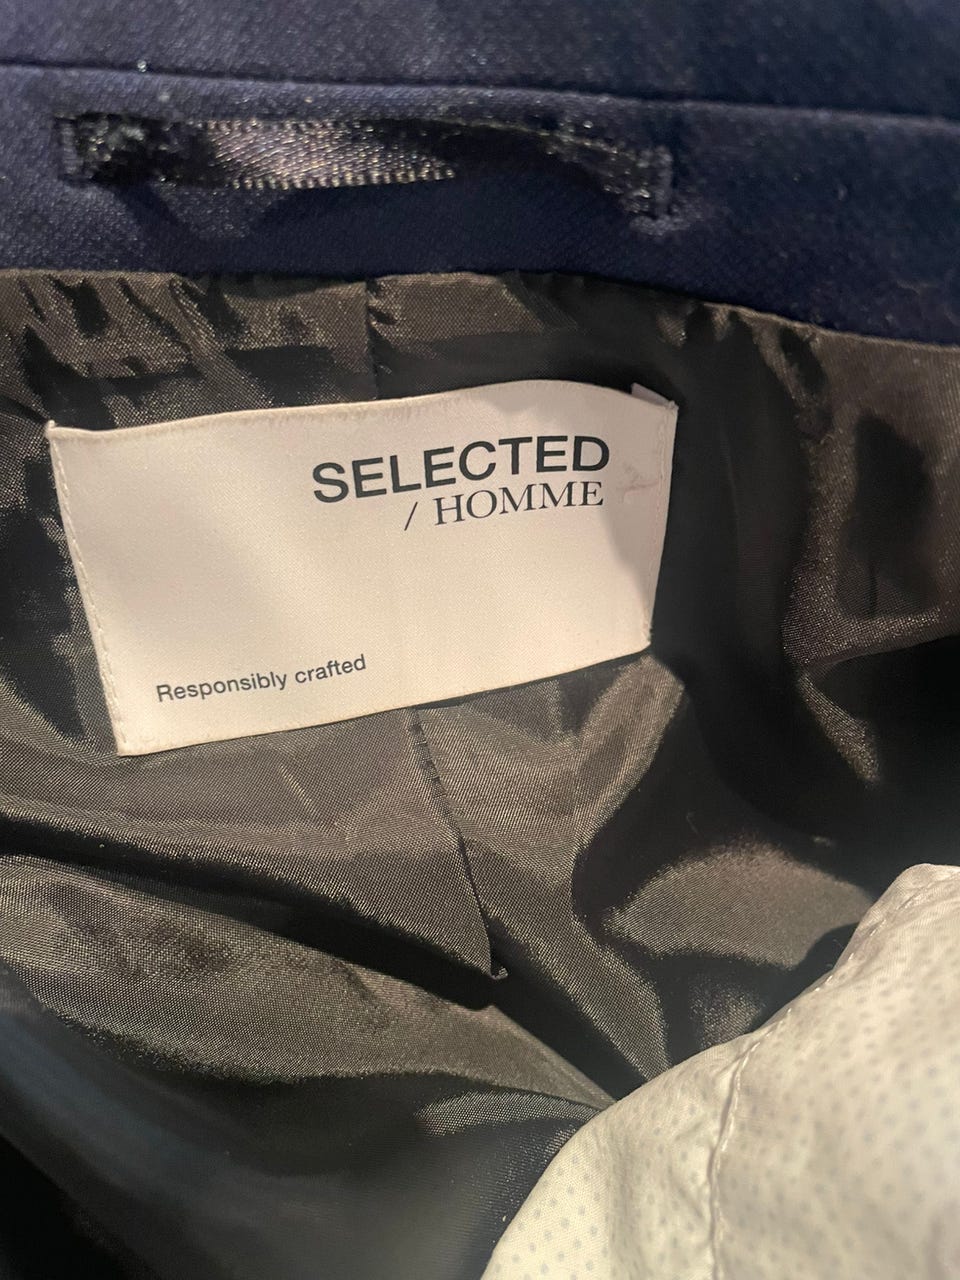 SELECTED
/ HOMME
Responsibly crafted